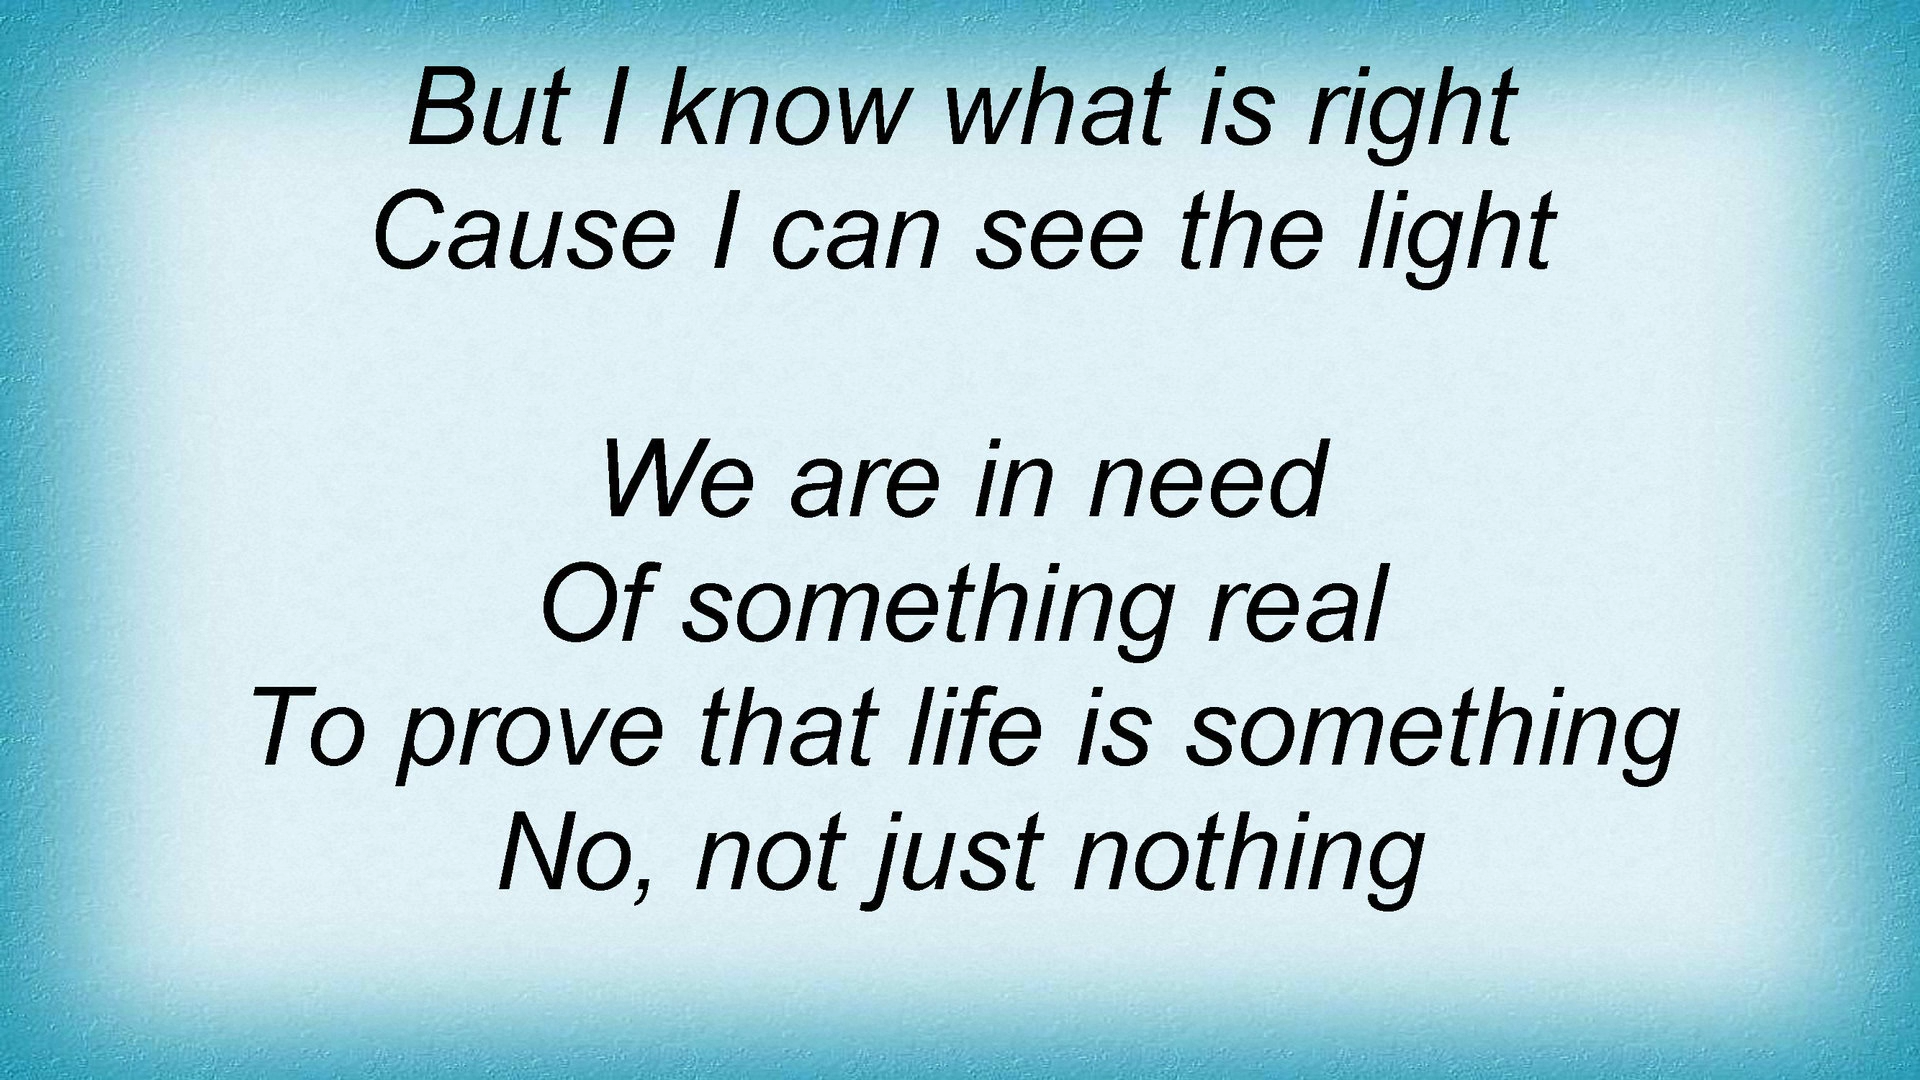 But I know what is right
Cause I can see the light
We are in need
Of something real
To prove that life is something
No, not just nothing